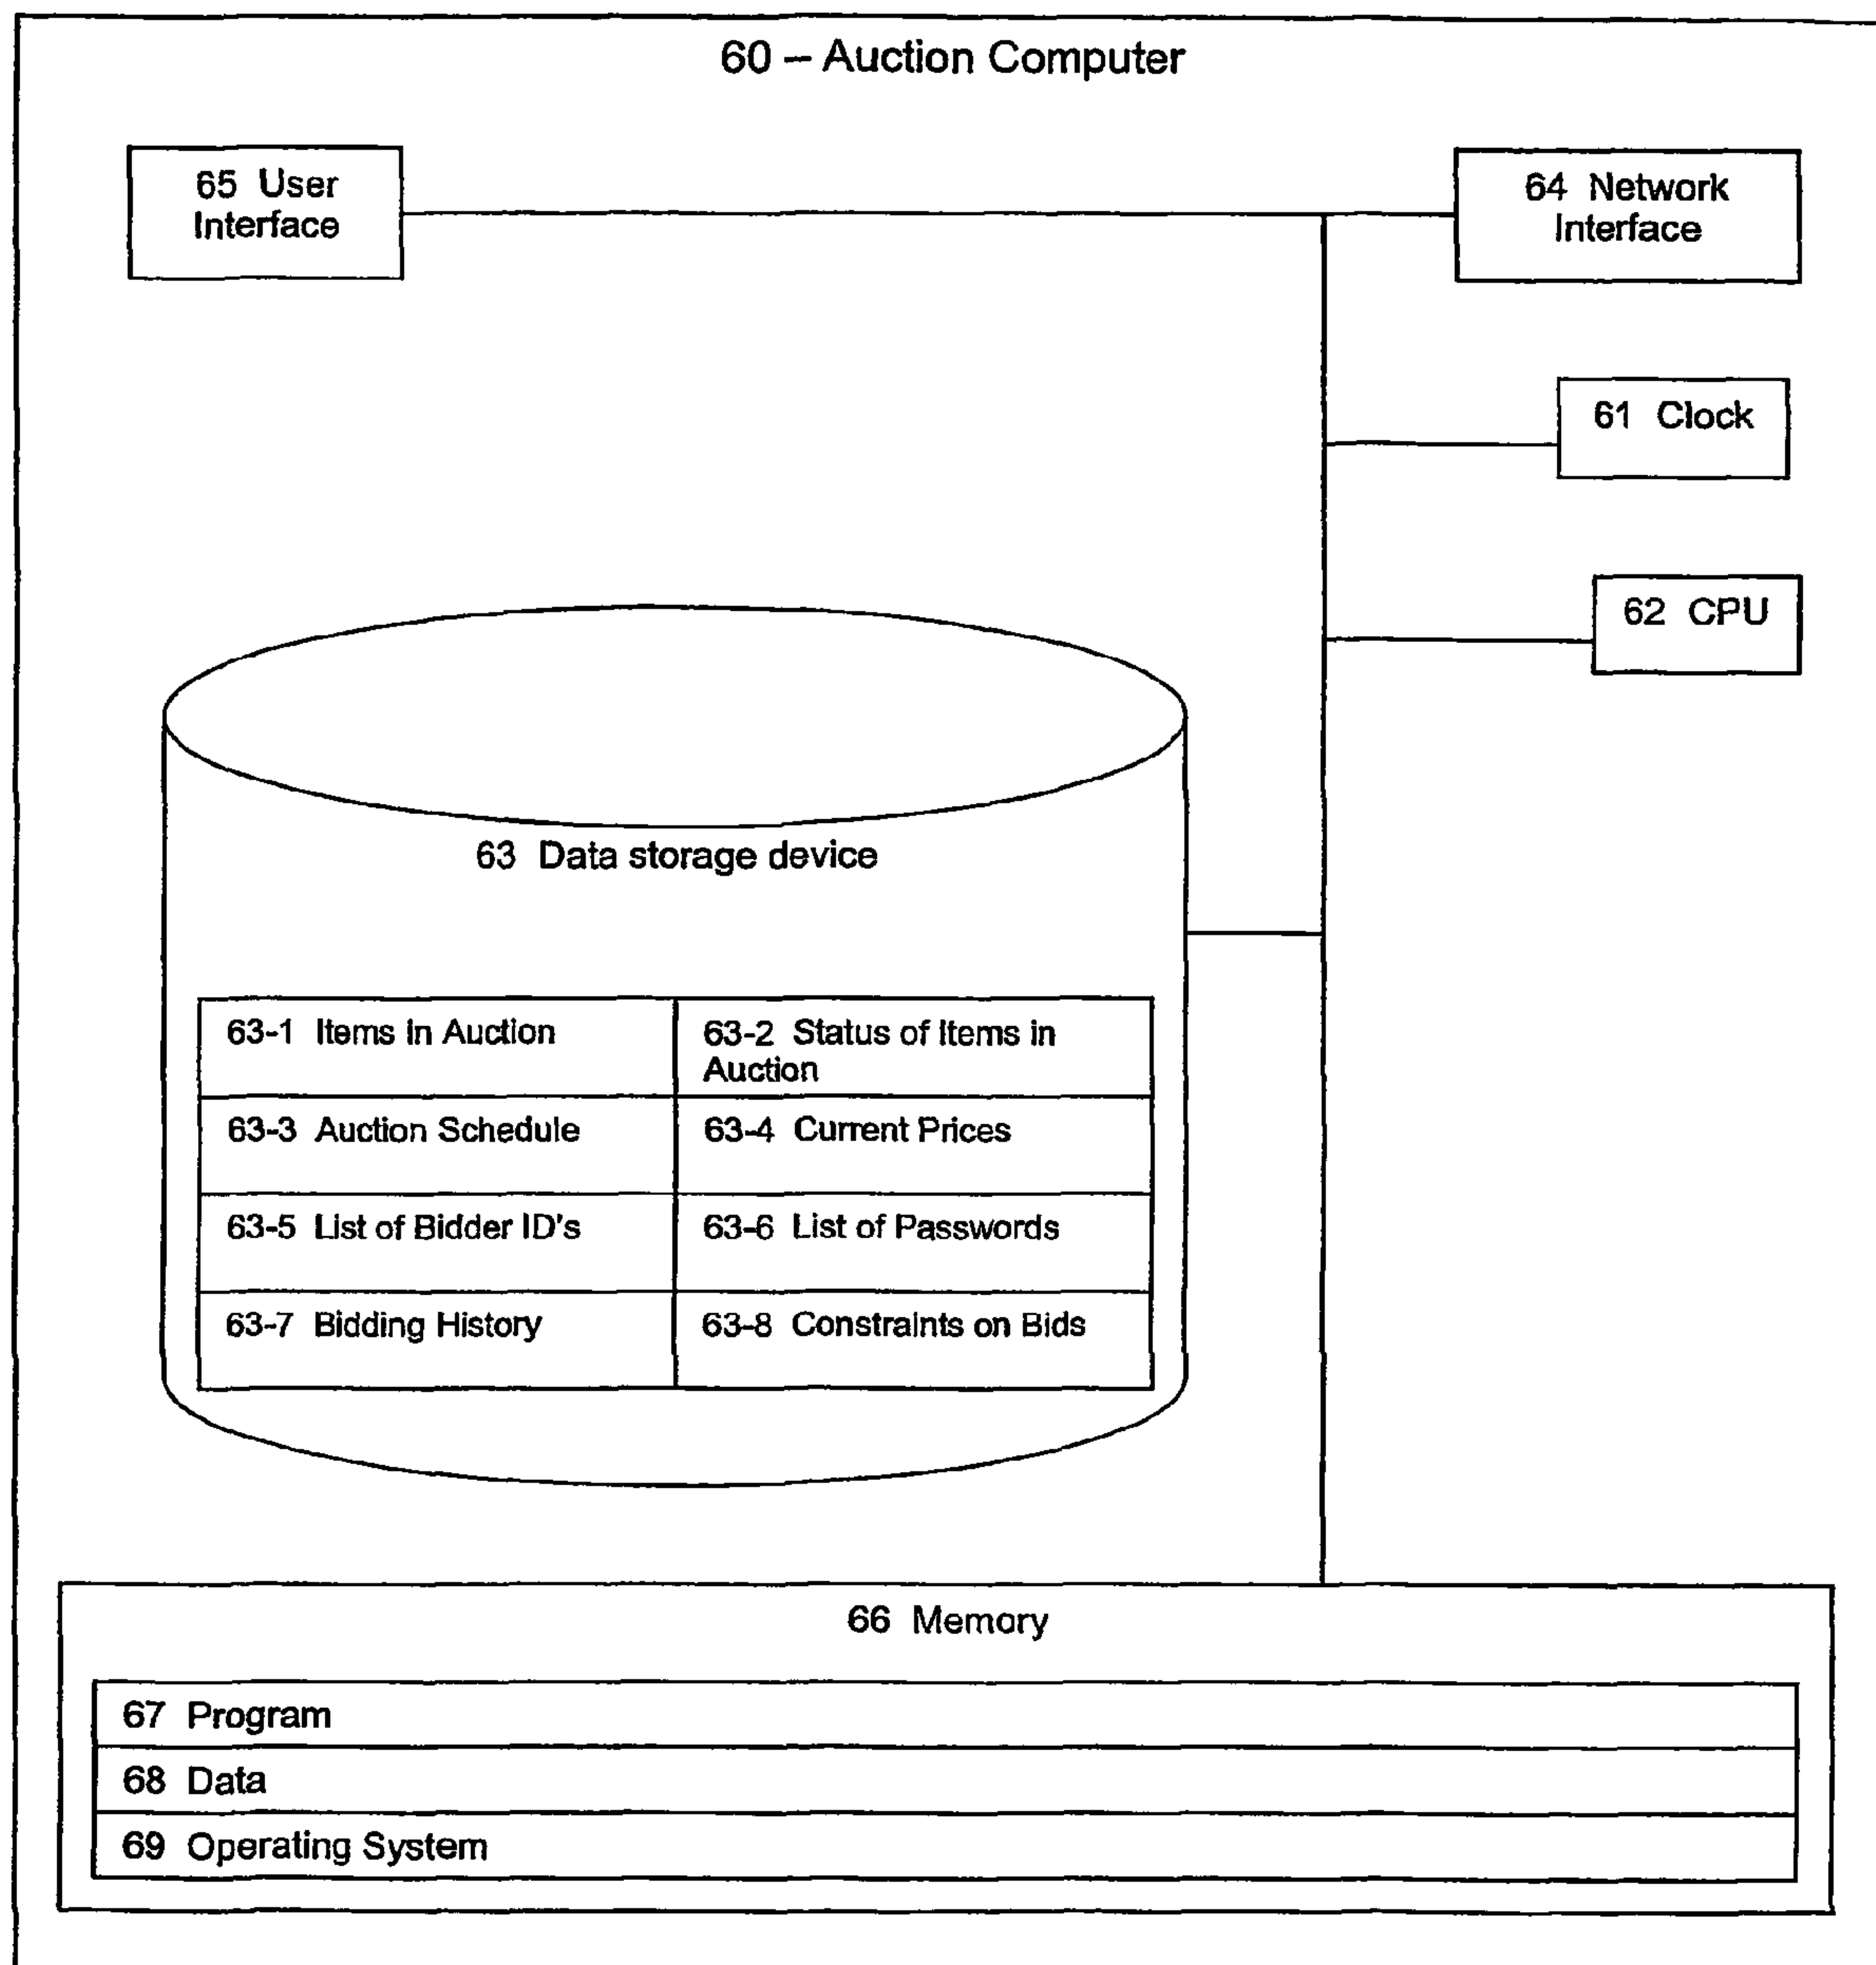 60 – Auction Computer
65 User
Interface
64 Network
Interface
61 Clock
62 CPU
63 Data storage device
63-1 Items in Auction
63-2 Status of Items in
Auction
63-3 Auction Schedule
63-4 Current Prices
63-5 List of Bidder ID's
63-6 List of Passwords
63-7 Bidding History
63-8 Constraints on Bids
66 Memory
67 Program
68 Data
69 Operating System